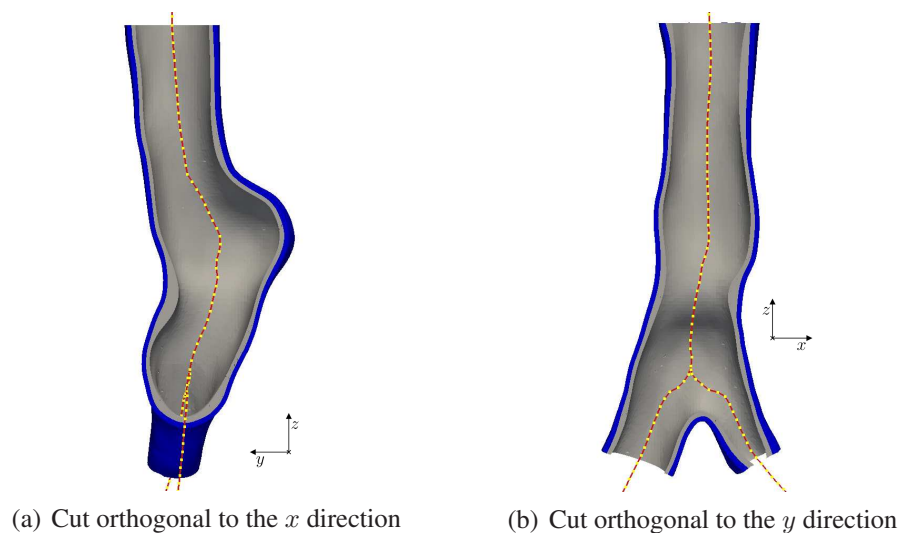 z
y
z
x
(a) Cut orthogonal to the x direction
(b) Cut orthogonal to the y direction